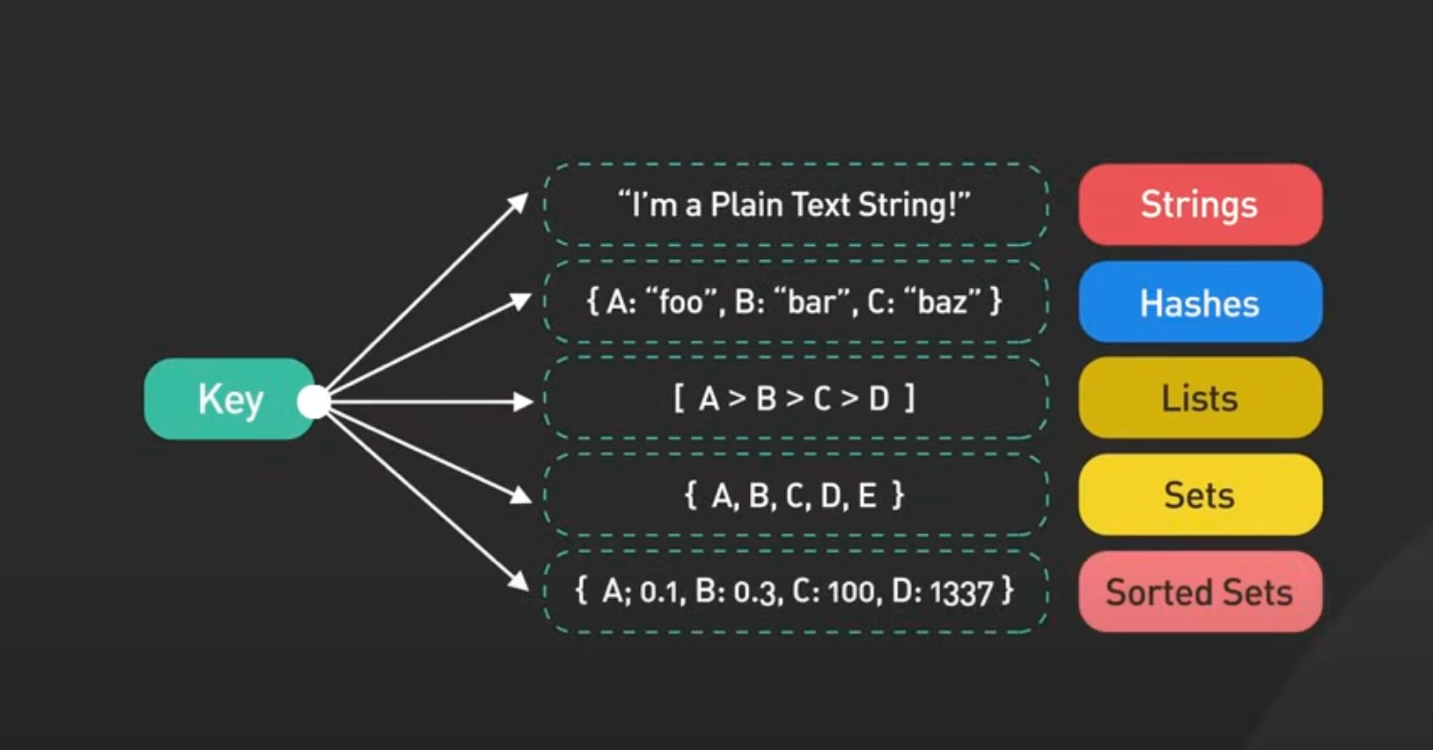 “I’m a Plain Text String!”
Strings
{ A: “foo”, B: “bar”, C: “baz” }
Hashes
Key
[ A > B > C > D ]
Lists
{ A, B, C, D, E }
Sets
{ A; 0.1, B: 0.3, C: 100, D: 1337 }
Sorted Sets